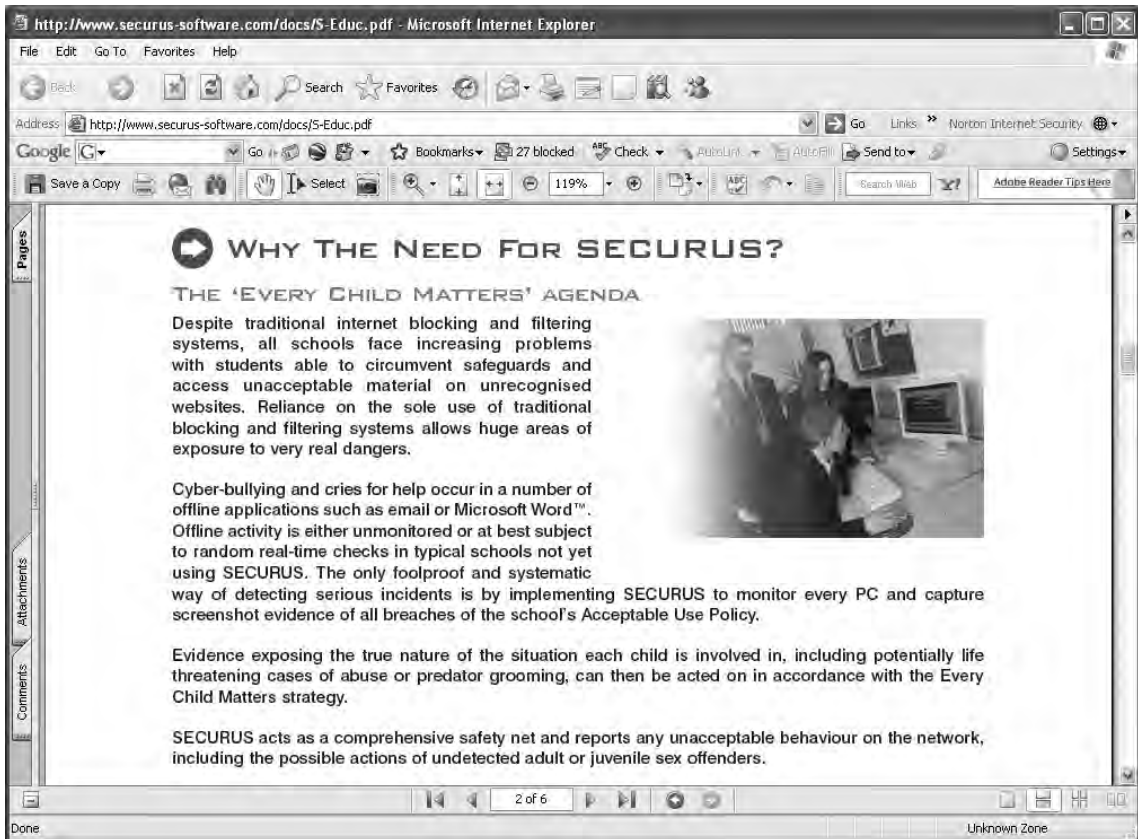 http://www.securus-software.com/docs/S-Educ.pdf - Microsoft Internet Explorer
File Edit Go To Favorites Help
Back Search Favorites
Address http://www.securus-software.com/docs/S-Educ.pdf Go Links » Norton Internet Security
Google G Go Bookmarks 27 blocked ABC Check AutoLink AutoFill Send to Settings
Save a Copy Select 119% Search Web Y! Adobe Reader Tips Here
Pages
Attachments
Comments
WHY THE NEED FOR SECURUS?
THE ‘EVERY CHILD MATTERS’ AGENDA
Despite traditional internet blocking and filtering
systems, all schools face increasing problems
with students able to circumvent safeguards and
access unacceptable material on unrecognised
websites. Reliance on the sole use of traditional
blocking and filtering systems allows huge areas of
exposure to very real dangers.
Cyber-bullying and cries for help occur in a number of
offline applications such as email or Microsoft Word™.
Offline activity is either unmonitored or at best subject
to random real-time checks in typical schools not yet
using SECURUS. The only foolproof and systematic
way of detecting serious incidents is by implementing SECURUS to monitor every PC and capture
screenshot evidence of all breaches of the school’s Acceptable Use Policy.
Evidence exposing the true nature of the situation each child is involved in, including potentially life
threatening cases of abuse or predator grooming, can then be acted on in accordance with the Every
Child Matters strategy.
SECURUS acts as a comprehensive safety net and reports any unacceptable behaviour on the network,
including the possible actions of undetected adult or juvenile sex offenders.
2 of 6
Done Unknown Zone